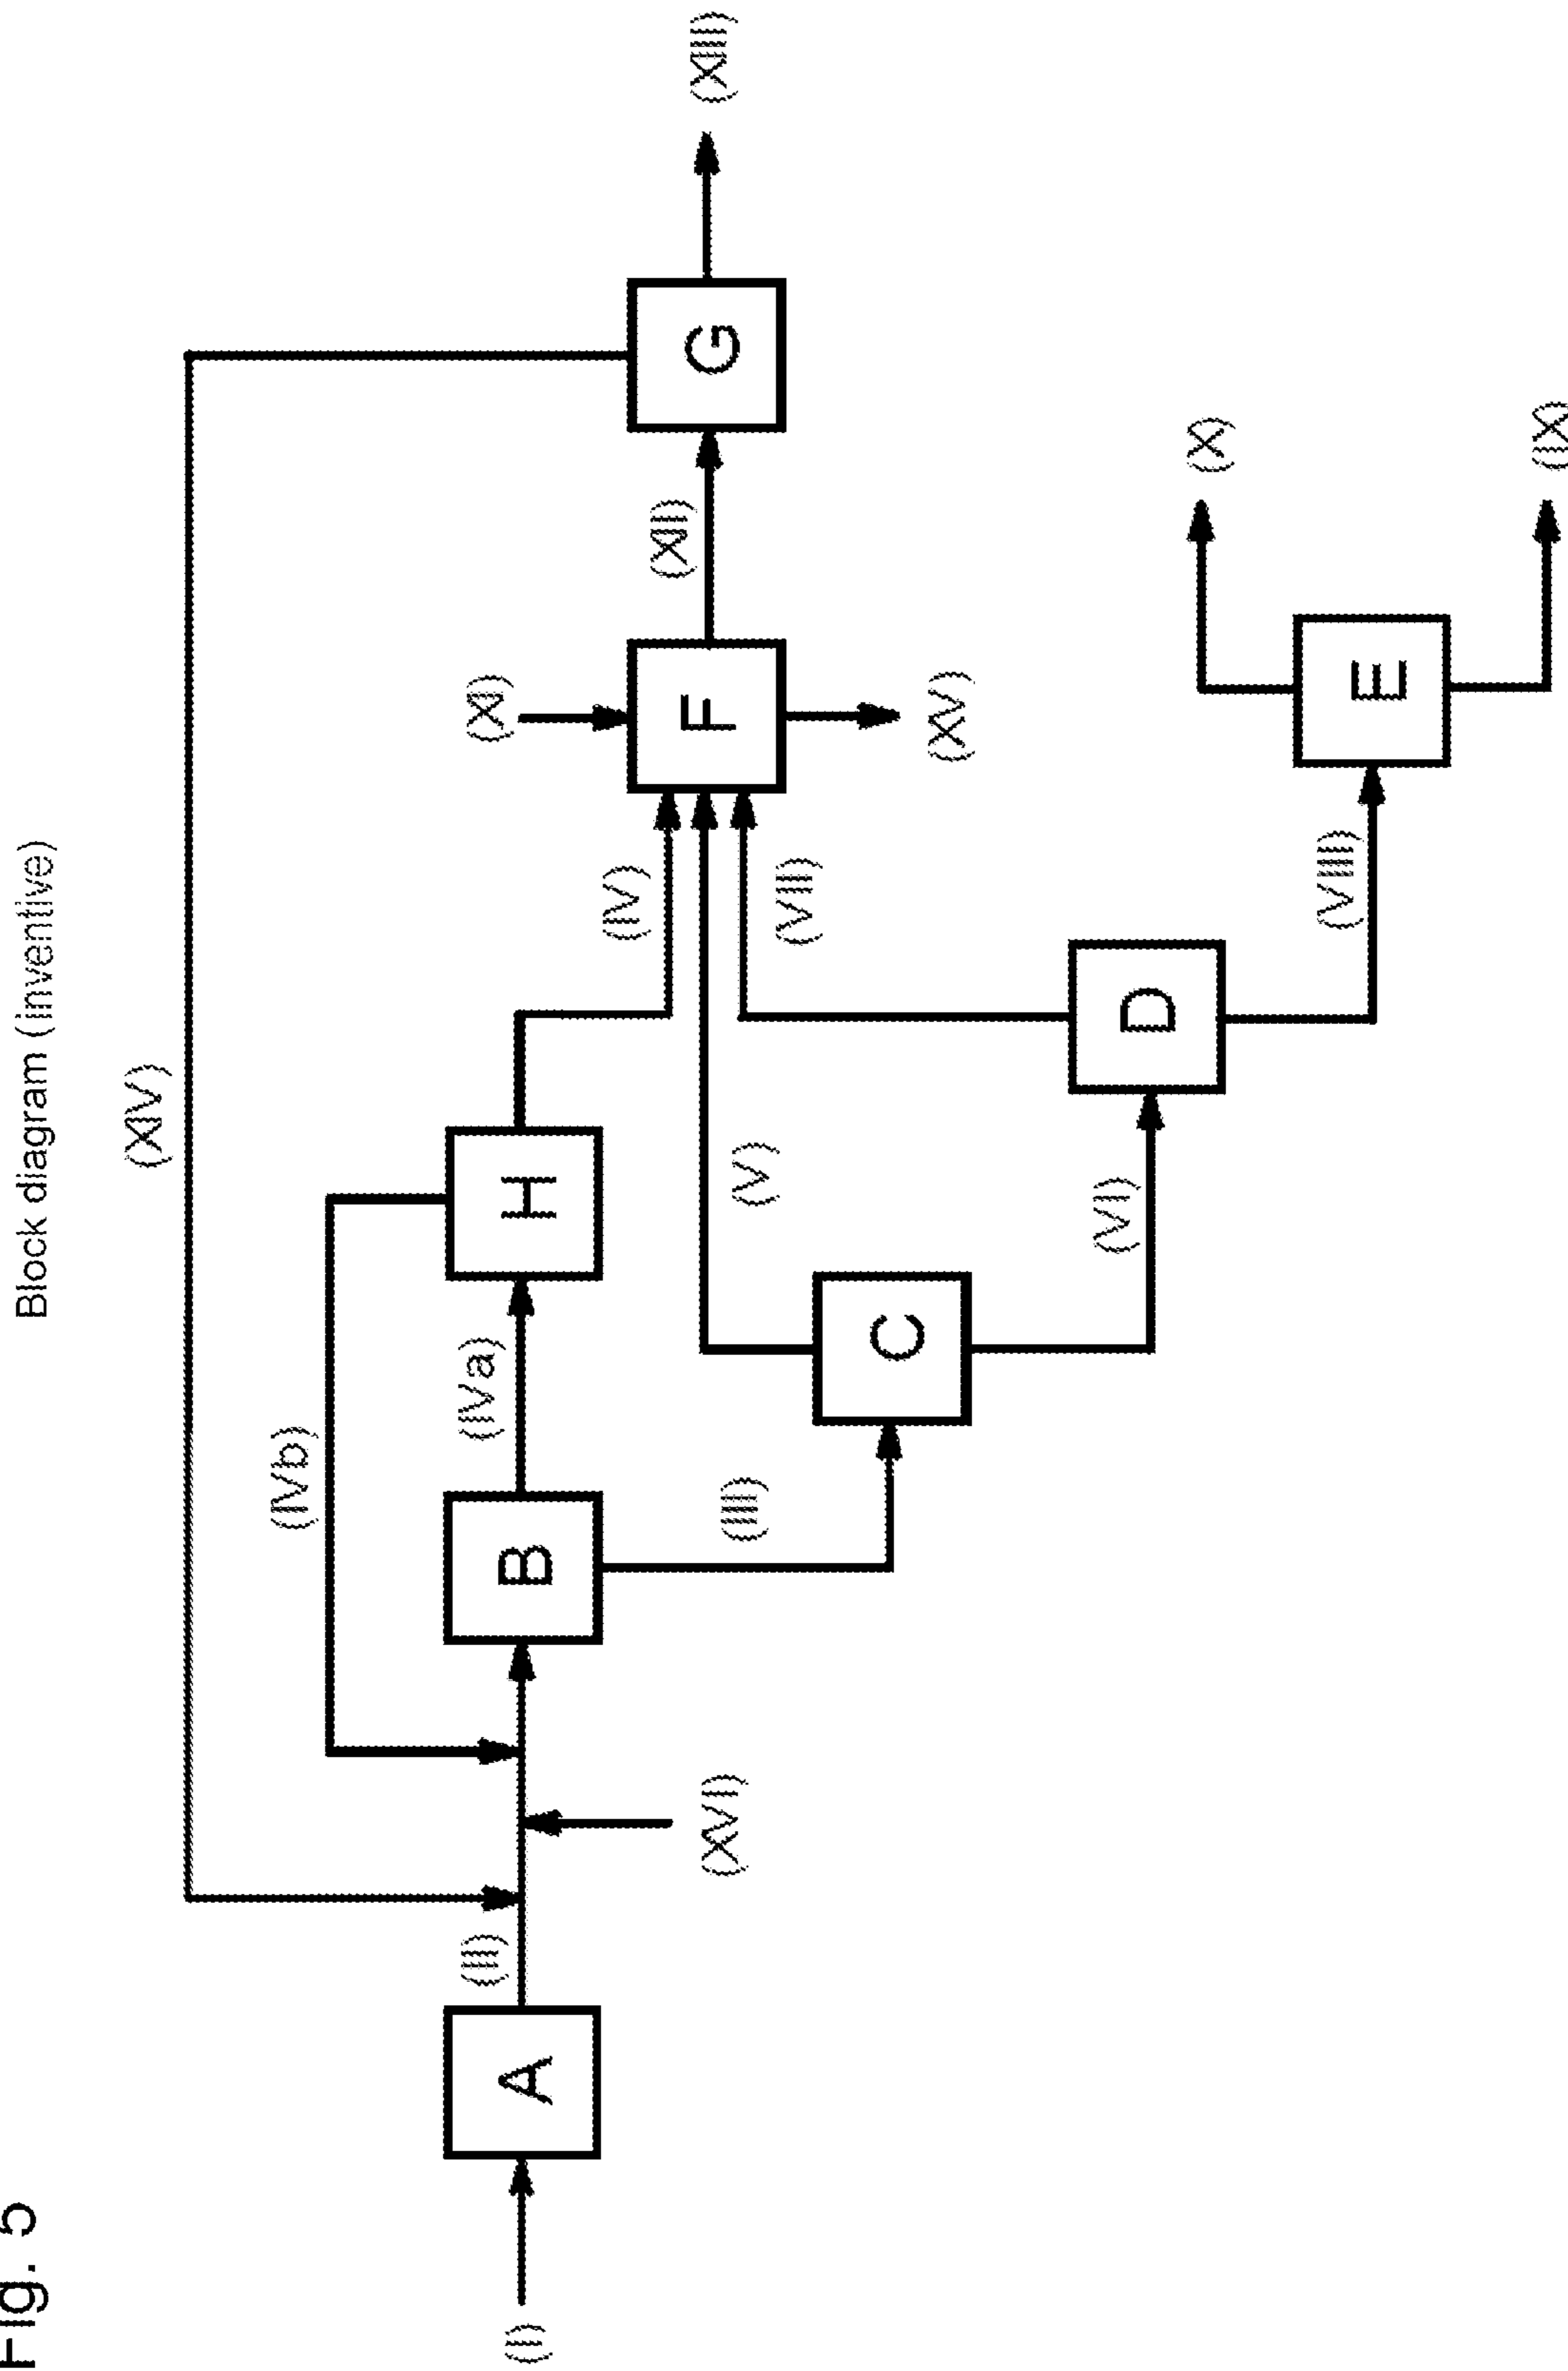 Fig. 5
Block diagram (inventive)
(XIV)
(IVb)
(I)
A
(II)
(XVI)
B
(IVa)
H
(IV)
(XI)
F
(XII)
G
(XIII)
(III)
C
(V)
(VII)
(XV)
(VI)
D
(VIII)
E
(X)
(IX)